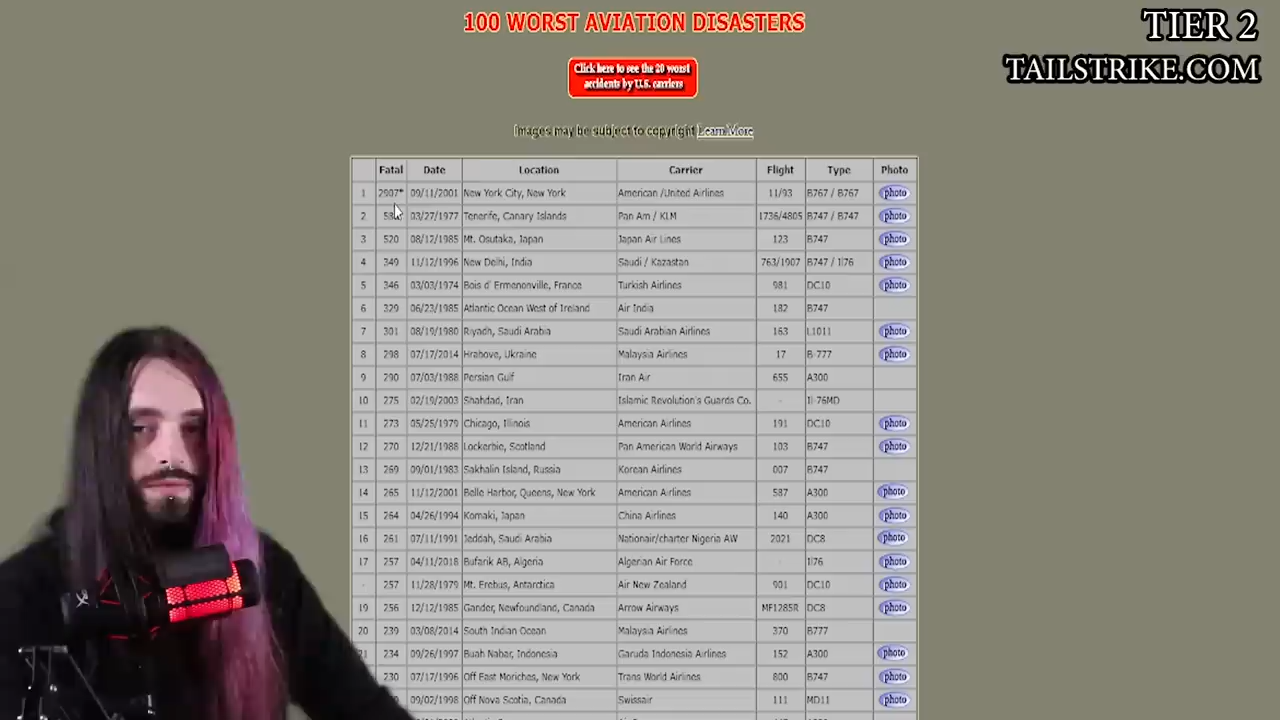 100 WORST AVIATION DISASTERS
TIER 2
TAILSTRIKE.COM
Click here to see the 20 worst
accidents by U.S. carriers
Images may be subject to copyright Learn More
Fatal Date Location Carrier Flight Type Photo
1 2907* 09/11/2001 New York City, New York American /United Airlines 11/93 B767 / B767 photo
2 03/27/1977 Tenerife, Canary Islands Pan Am / KLM 1736/4805 B747 / B747 photo
3 520 08/12/1985 Mt. Osutaka, Japan Japan Air Lines 123 B747 photo
4 349 11/12/1996 New Delhi, India Saudi / Kazastan 763/1907 B747 / Il76 photo
5 346 03/03/1974 Bois d' Ermenonville, France Turkish Airlines 981 DC10 photo
6 329 06/23/1985 Atlantic Ocean West of Ireland Air India 182 B747
7 301 08/19/1980 Riyadh, Saudi Arabia Saudi Arabian Airlines 163 L1011 photo
8 298 07/17/2014 Hrabove, Ukraine Malaysia Airlines 17 B-777 photo
9 290 07/03/1988 Persian Gulf Iran Air 655 A300
10 275 02/19/2003 Shahdad, Iran Islamic Revolution's Guards Co. - Il-76MD
11 273 05/25/1979 Chicago, Illinois American Airlines 191 DC10 photo
12 270 12/21/1988 Lockerbie, Scotland Pan American World Airways 103 B747 photo
13 269 09/01/1983 Sakhalin Island, Russia Korean Airlines 007 B747
14 265 11/12/2001 Belle Harbor, Queens, New York American Airlines 587 A300 photo
15 264 04/26/1994 Komaki, Japan China Airlines 140 A300 photo
16 261 07/11/1991 Jeddah, Saudi Arabia Nationair/charter Nigeria AW 2021 DC8 photo
17 257 04/11/2018 Bufarik AB, Algeria Algerian Air Force - Il76 photo
- 257 11/28/1979 Mt. Erebus, Antarctica Air New Zealand 901 DC10 photo
19 256 12/12/1985 Gander, Newfoundland, Canada Arrow Airways MF1285R DC8 photo
20 239 03/08/2014 South Indian Ocean Malaysia Airlines 370 B777
21 234 09/26/1997 Buah Nabar, Indonesia Garuda Indonesia Airlines 152 A300 photo
230 07/17/1996 Off East Moriches, New York Trans World Airlines 800 B747 photo
09/02/1998 Off Nova Scotia, Canada Swissair 111 MD11 photo